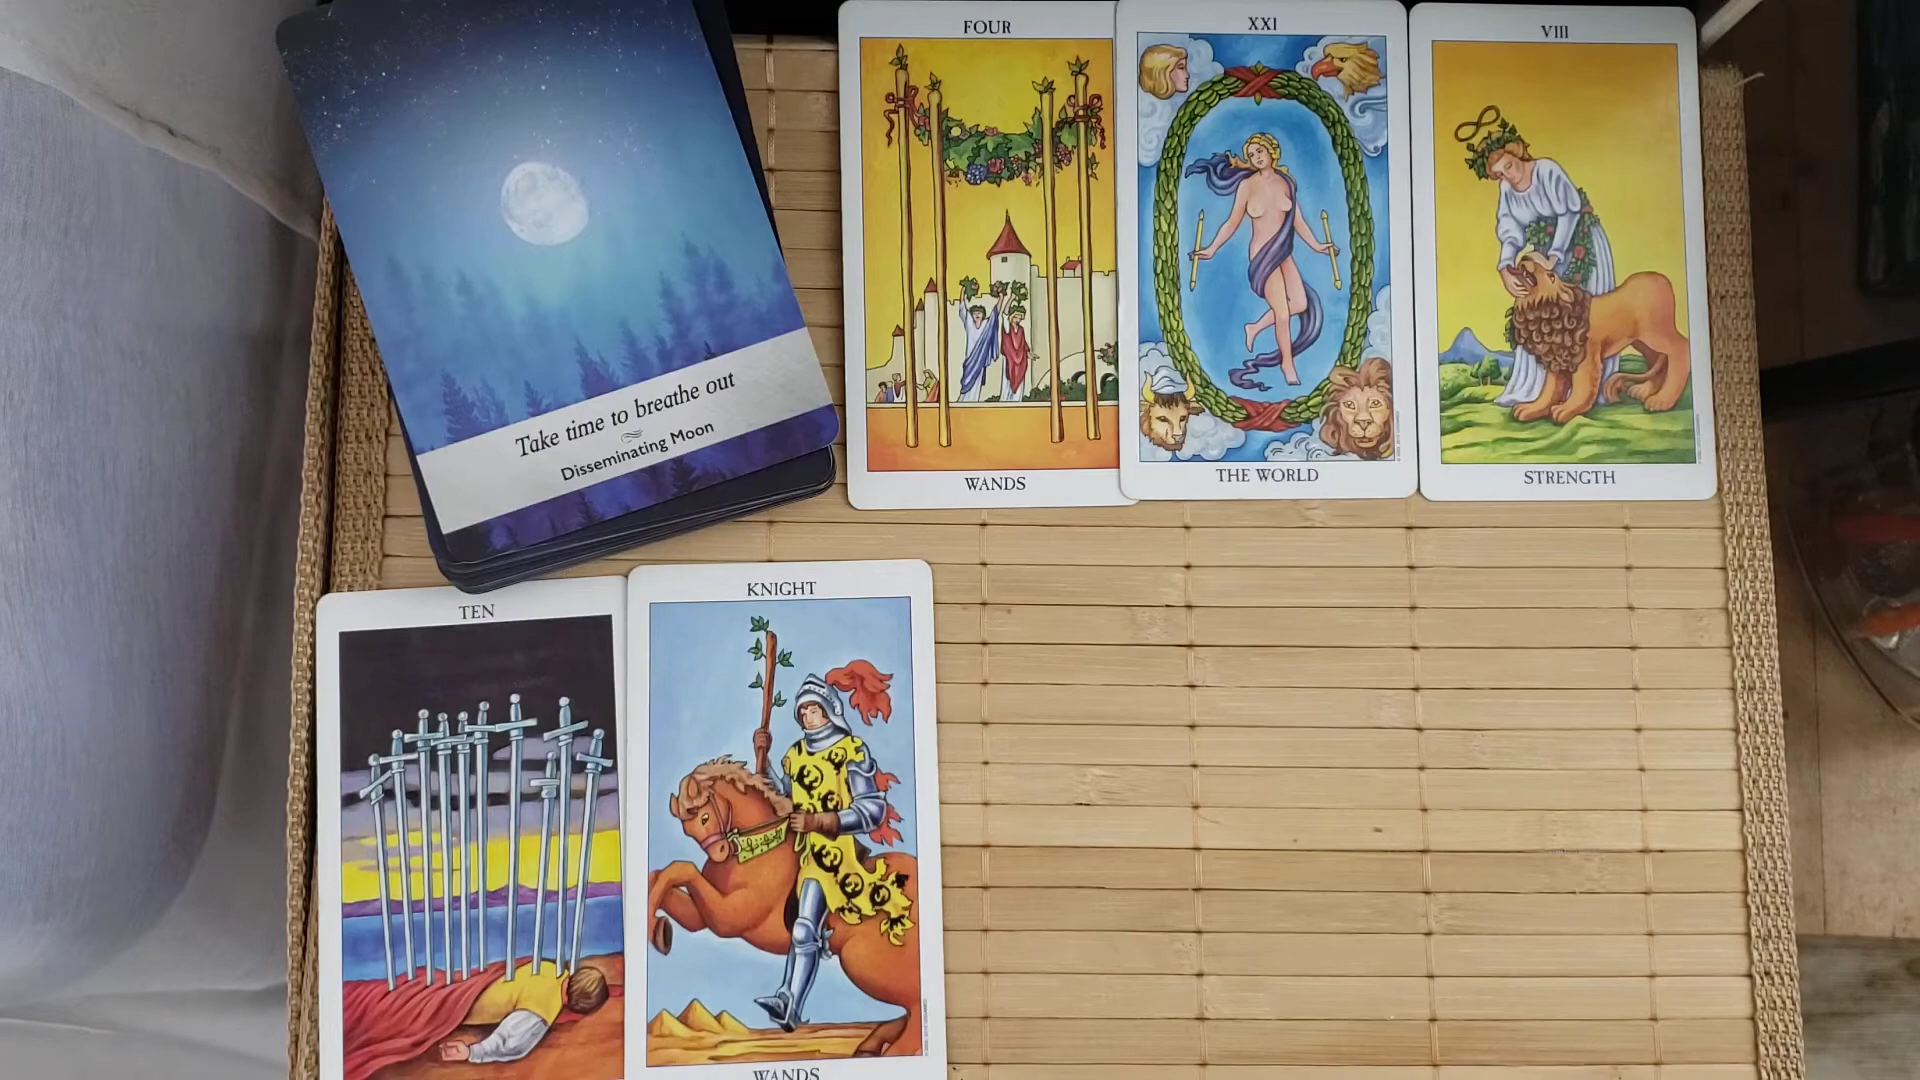 Take time to breathe out
Disseminating Moon
FOUR
WANDS
XXI
THE WORLD
VIII
STRENGTH
TEN
KNIGHT
WANDS